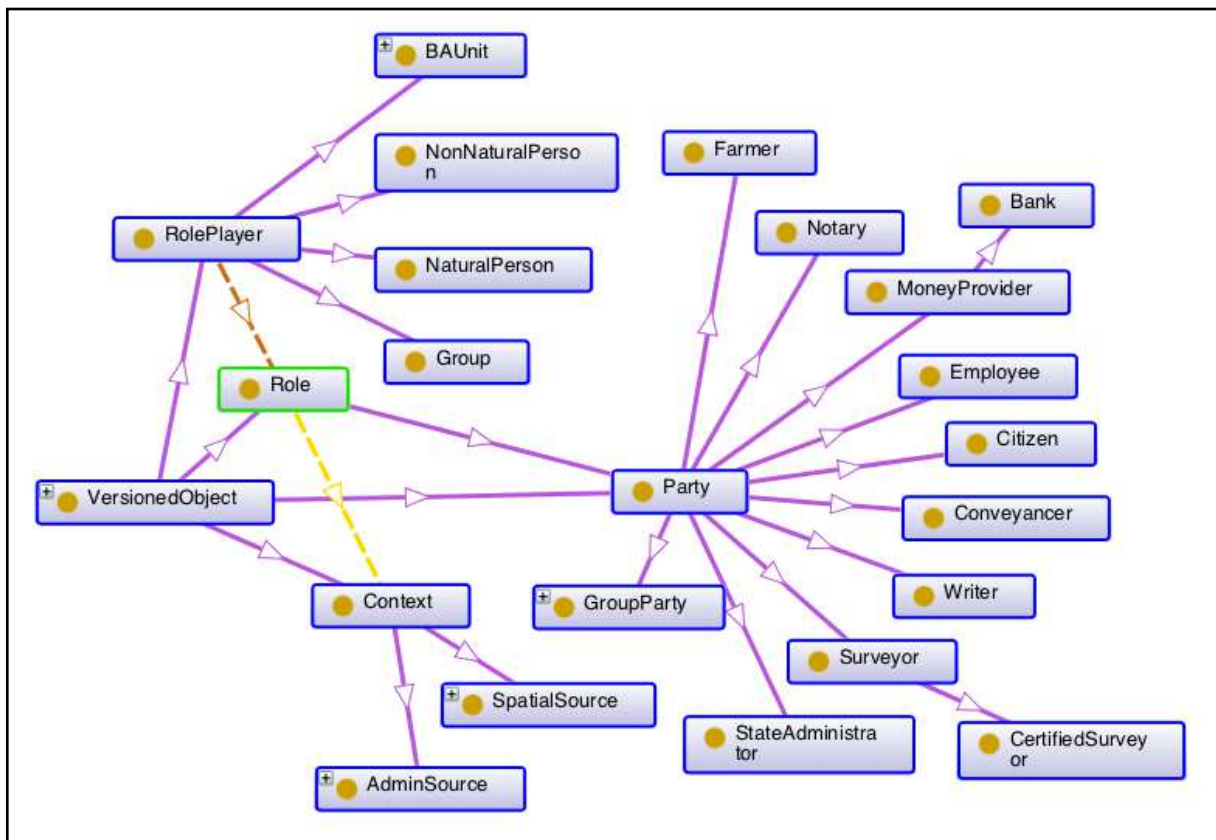 BAUnit
NonNaturalPerso
n
Farmer
Bank
Notary
RolePlayer
NaturalPerson
MoneyProvider
Group
Employee
Role
Citizen
VersionedObject
Party
Conveyancer
Context
GroupParty
Writer
Surveyor
SpatialSource
StateAdministra
tor
CertifiedSurvey
or
AdminSource